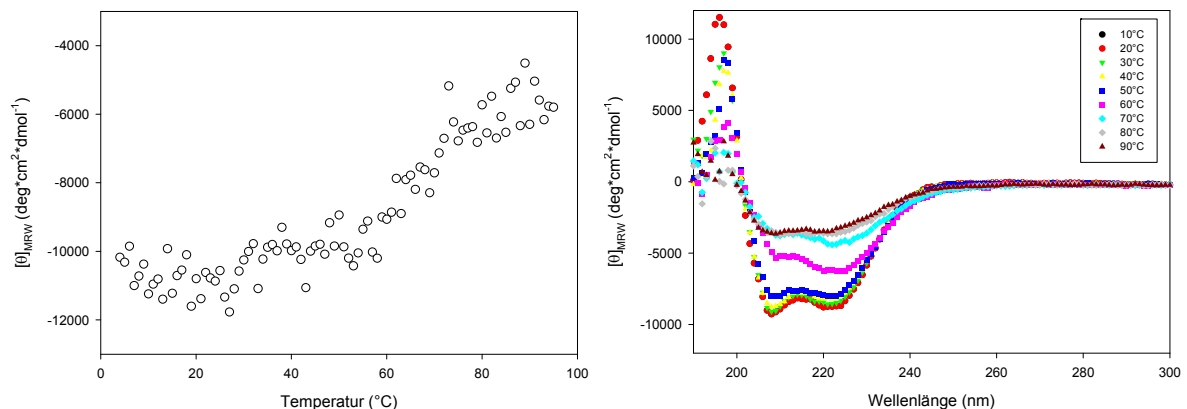 -4000
-6000
-8000
-10000
-12000
[θ]MRW (deg*cm²*dmol⁻¹)
0
20
40
60
80
100
Temperatur (°C)
10000
5000
0
-5000
-10000
[θ]MRW (deg*cm²*dmol⁻¹)
10°C
20°C
30°C
40°C
50°C
60°C
70°C
80°C
90°C
200
220
240
260
280
300
Wellenlänge (nm)